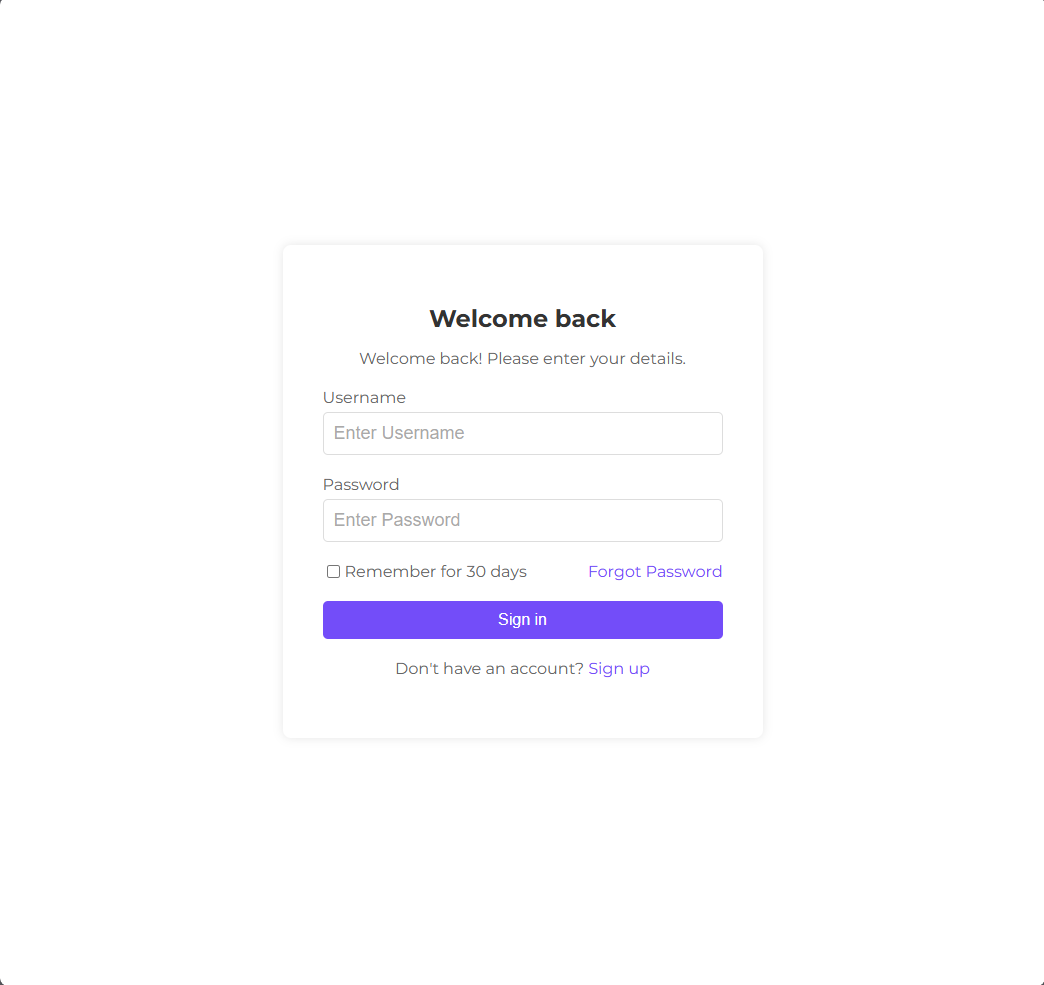 Welcome back
Welcome back! Please enter your details.
Username
Enter Username
Password
Enter Password
Remember for 30 days Forgot Password
Sign in
Don't have an account? Sign up